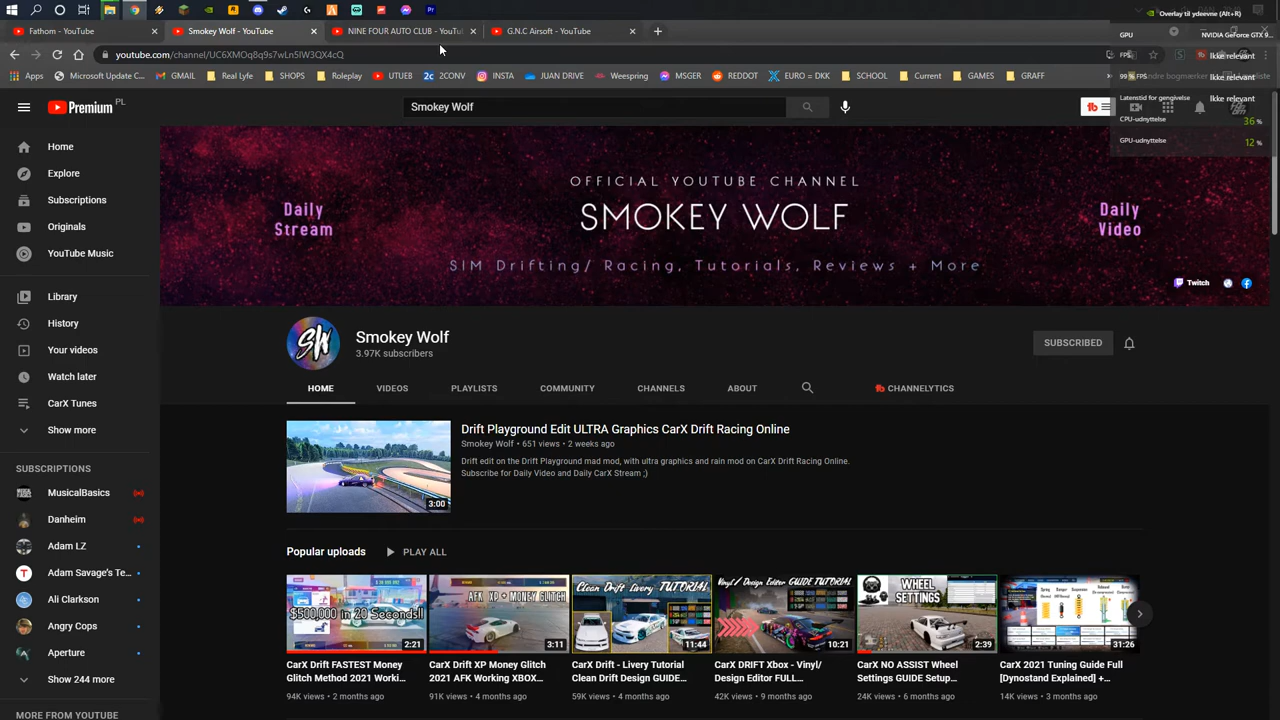 Overlay til ydeevne (Alt+R)
Fathom - YouTube
Smokey Wolf - YouTube
NINE FOUR AUTO CLUB - YouTu
G.N.C Airsoft - YouTube
GPU
NVIDIA GeForce GTX 9...
youtube.com/channel/UC6XMOq8q9s7wLn5lW3QX4cQ
FPS
Ikke relevant
Apps
Microsoft Update C...
GMAIL
Real Lyfe
SHOPS
Roleplay
UTUEB
2CONV
INSTA
JUAN DRIVE
Weespring
MSGER
REDDOT
EURO = DKK
SCHOOL
Current
GAMES
GRAFF
Ikke relevant
Latenstid for gengivelse
Ikke relevant
Premium PL
Smokey Wolf
CPU-udnyttelse 36 %
GPU-udnyttelse 12 %
Home
Explore
Subscriptions
Originals
YouTube Music
Library
History
Your videos
Watch later
CarX Tunes
Show more
SUBSCRIPTIONS
MusicalBasics
Danheim
Adam LZ
Adam Savage's Te...
Ali Clarkson
Angry Cops
Aperture
Show 244 more
MORE FROM YOUTUBE
OFFICIAL YOUTUBE CHANNEL
Daily
Stream
SMOKEY WOLF
Daily
Video
SIM Drifting/ Racing, Tutorials, Reviews + More
Twitch
SW
Smokey Wolf
3.97K subscribers
SUBSCRIBED
HOME
VIDEOS
PLAYLISTS
COMMUNITY
CHANNELS
ABOUT
CHANNELYTICS
Drift Playground Edit ULTRA Graphics CarX Drift Racing Online
Smokey Wolf • 651 views • 2 weeks ago
Drift edit on the Drift Playground mad mod, with ultra graphics and rain mod on CarX Drift Racing Online.
Subscribe for Daily Video and Daily CarX Stream ;)
3:00
Popular uploads
PLAY ALL
$500,000 in 20 Seconds!!
2:21
CarX Drift FASTEST Money
Glitch Method 2021 Worki...
94K views • 2 months ago
AFK XP + MONEY GLITCH
3:11
CarX Drift XP Money Glitch
2021 AFK Working XBOX...
91K views • 4 months ago
Clean Drift Livery TUTORIAL
11:44
CarX Drift - Livery Tutorial
Clean Drift Design GUIDE...
59K views • 4 months ago
Vinyl/Design Editor GUIDE TUTORIAL
10:21
CarX DRIFT Xbox - Vinyl/
Design Editor FULL...
42K views • 9 months ago
WHEEL
SETTINGS
2:39
CarX NO ASSIST Wheel
Settings GUIDE Setup...
24K views • 6 months ago
31:26
CarX 2021 Tuning Guide Full
[Dynostand Explained] +...
14K views • 3 months ago